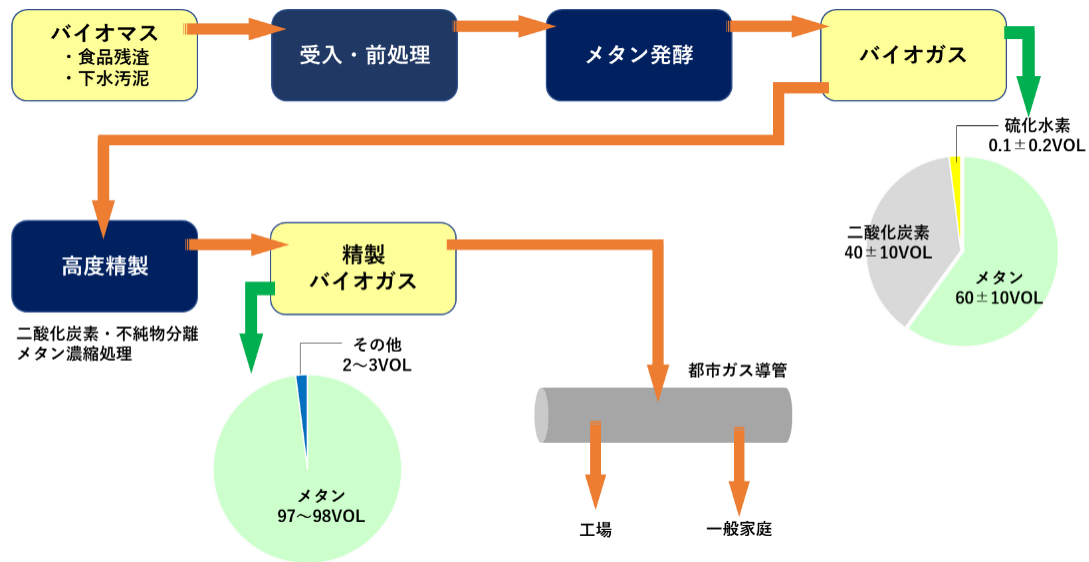 バイオマス
・食品残渣
・下水汚泥
受入・前処理
メタン発酵
バイオガス
硫化水素
0.1±0.2VOL
二酸化炭素
40±10VOL
メタン
60±10VOL
高度精製
二酸化炭素・不純物分離
メタン濃縮処理
精製
バイオガス
その他
2～3VOL
メタン
97～98VOL
都市ガス導管
工場
一般家庭